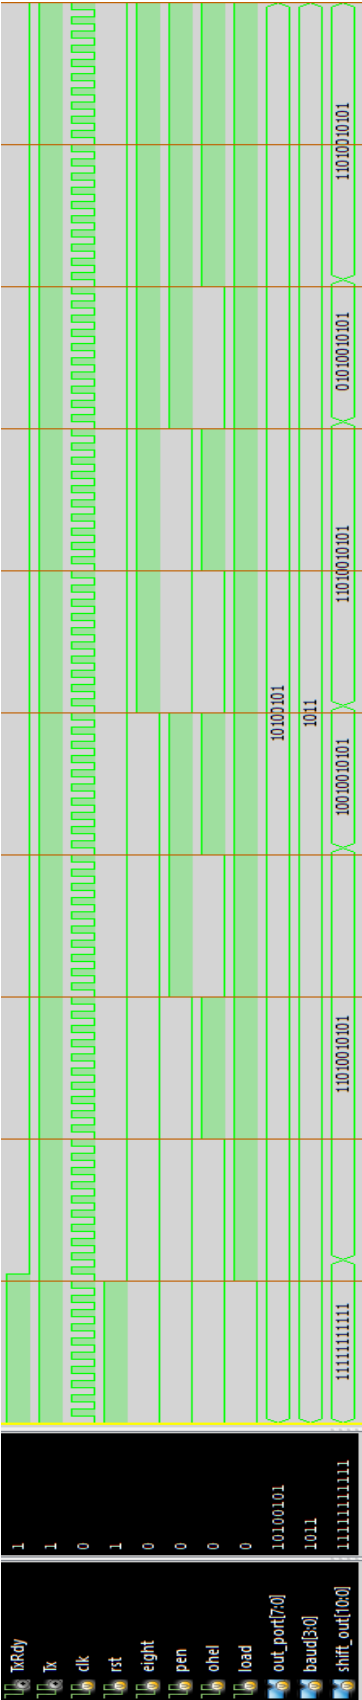 TxRdy 1
Tx 1
clk 0
rst 1
eight 0
pen 0
ohel 0
load 0
out_port[7:0] 10100101 10100101
baud[3:0] 1011 1011
shift_out[10:0] 11111111111 11111111111 11010010101 10010010101 11010010101 01010010101 11010010101